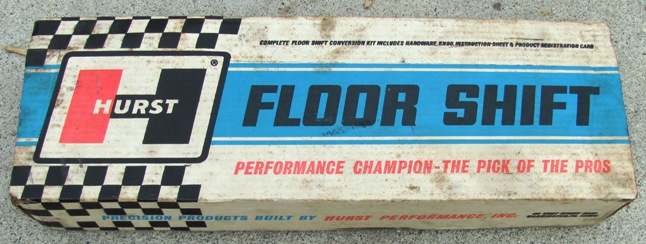 COMPLETE FLOOR SHIFT CONVERSION KIT INCLUDES HARDWARE, KNOB, INSTRUCTION SHEET & PRODUCT REGISTRATION CARD
HURST®
FLOOR SHIFT
PERFORMANCE CHAMPION-THE PICK OF THE PROS
PRECISION PRODUCTS BUILT BY HURST PERFORMANCE, INC.